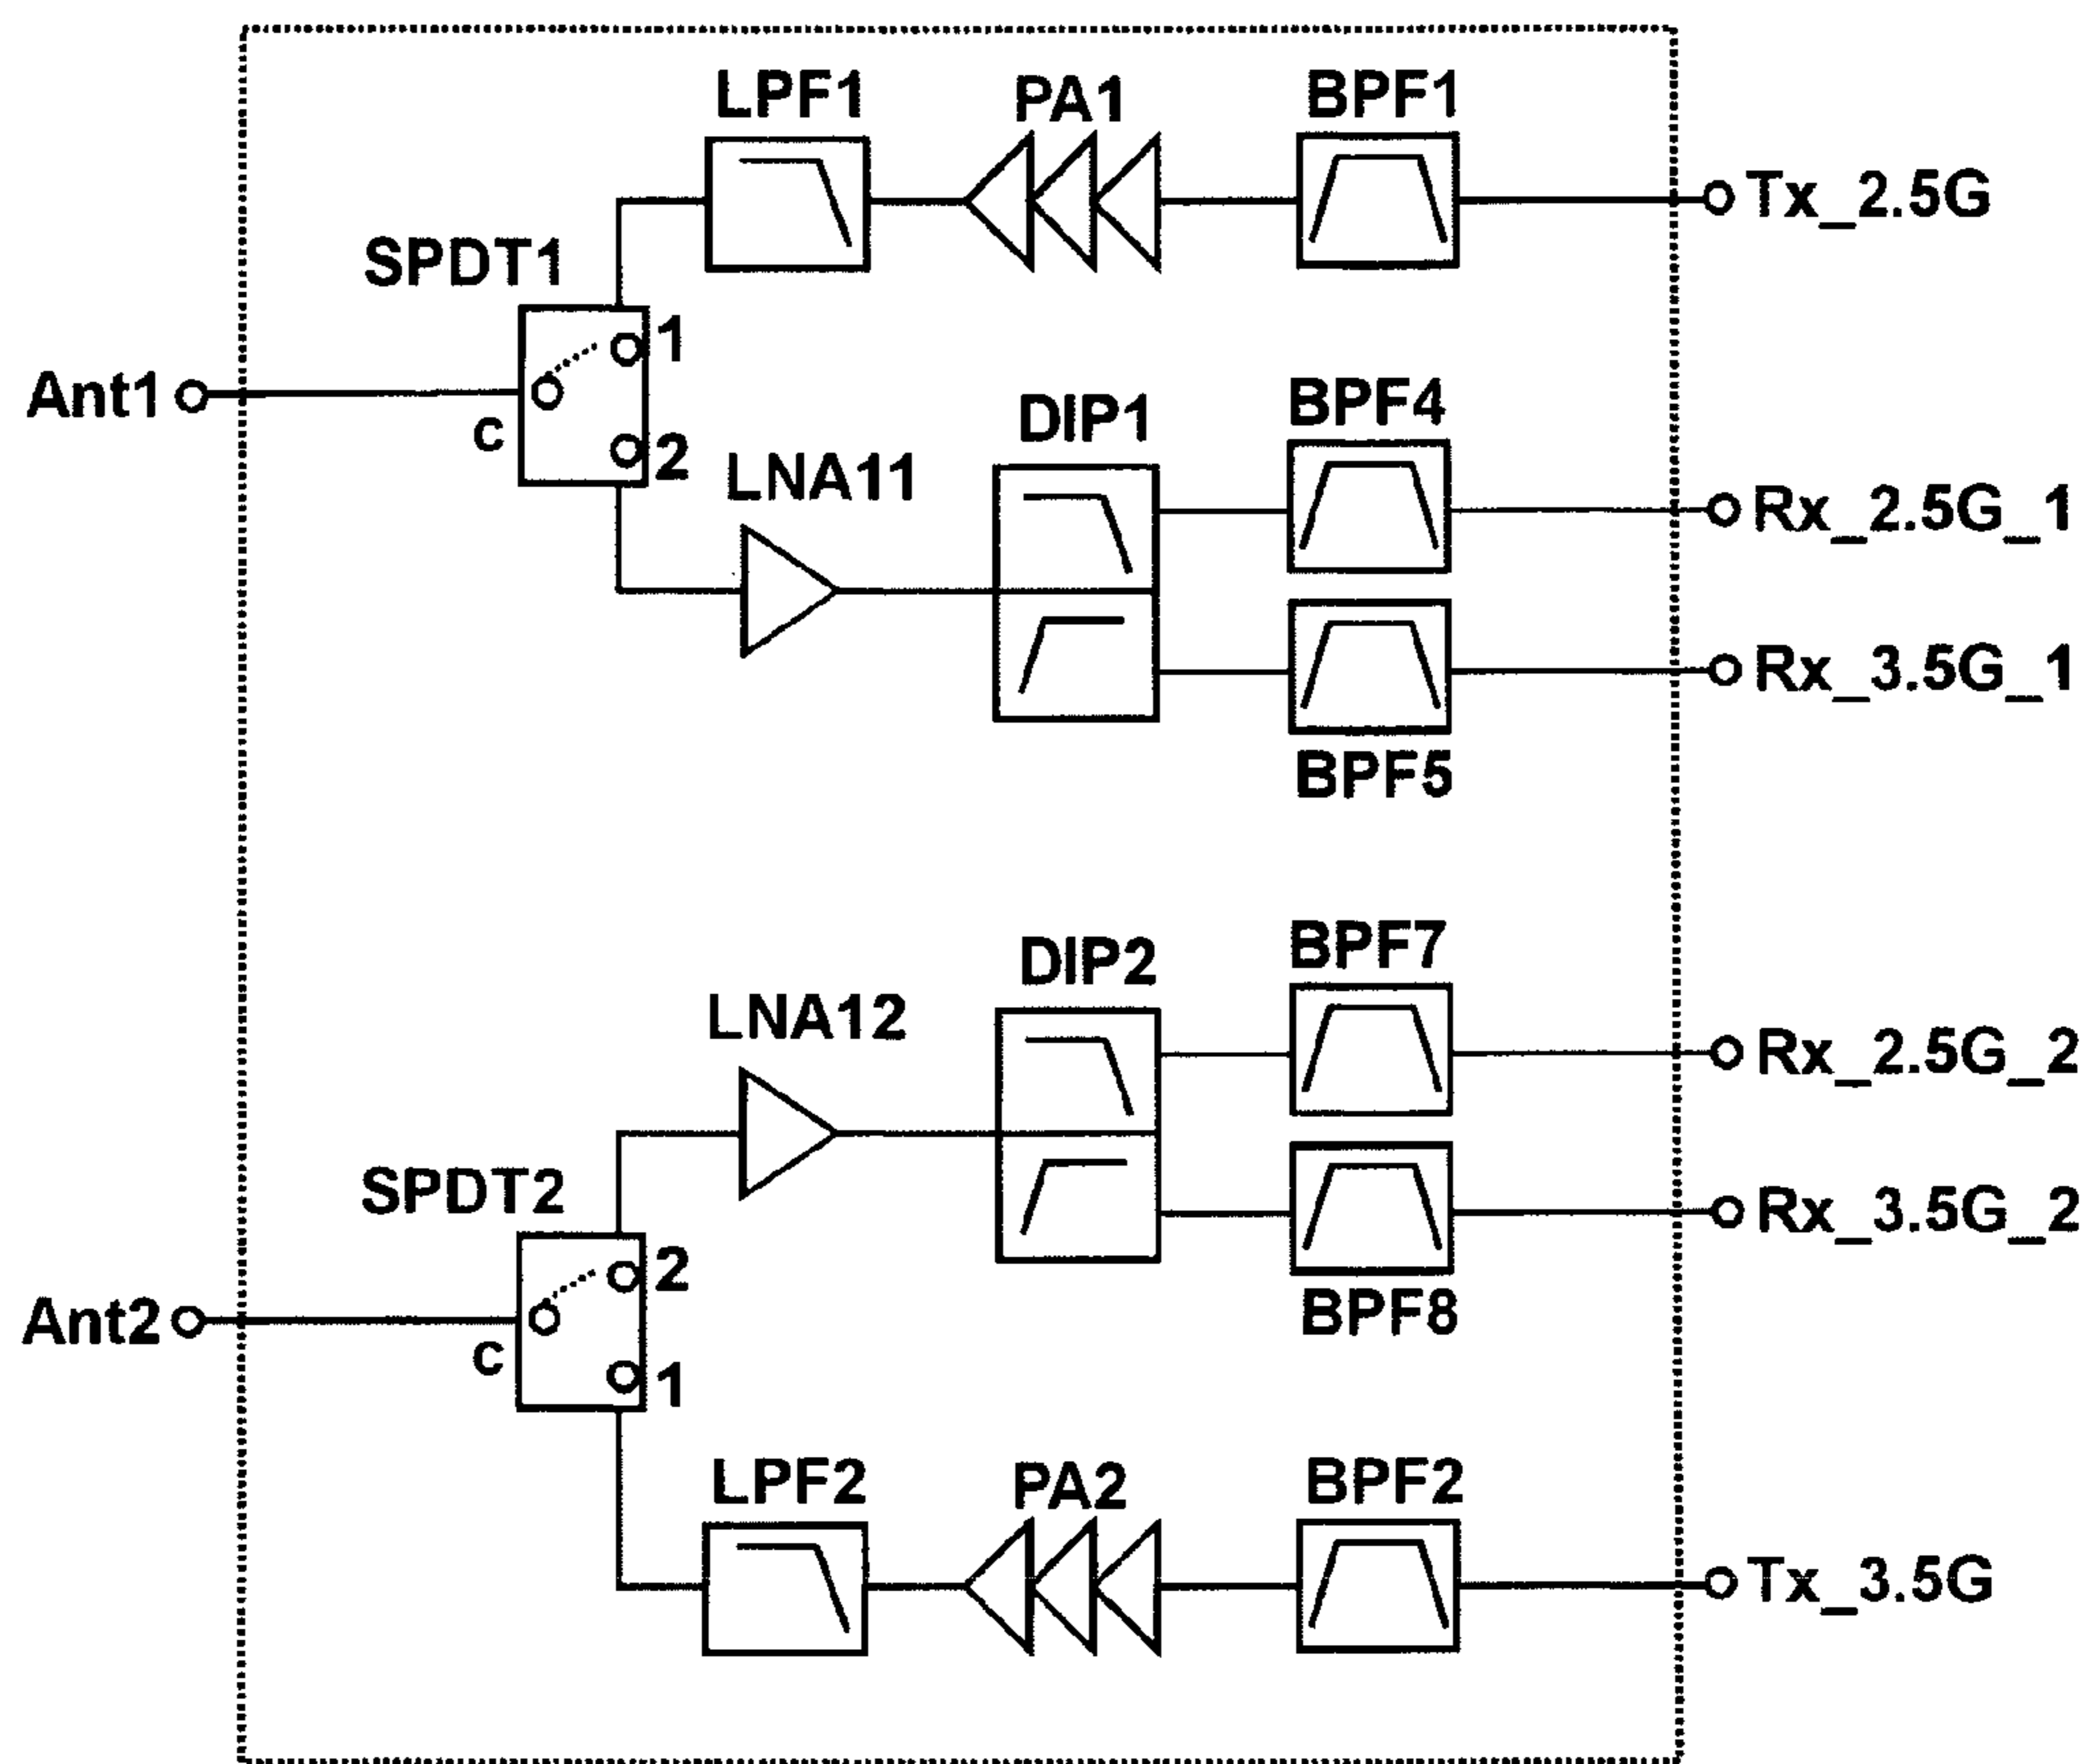 LPF1
PA1
BPF1
Tx_2.5G
SPDT1
1
Ant1
c
2
LNA11
DIP1
BPF4
Rx_2.5G_1
Rx_3.5G_1
BPF5
DIP2
BPF7
LNA12
Rx_2.5G_2
SPDT2
Rx_3.5G_2
2
BPF8
Ant2
c
1
LPF2
PA2
BPF2
Tx_3.5G